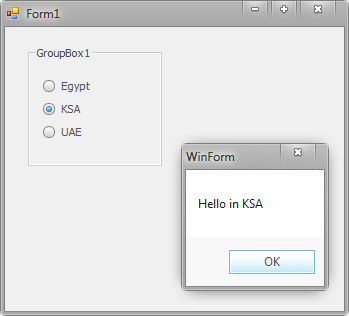 Form1
GroupBox1
Egypt
KSA
UAE
WinForm
Hello in KSA
OK